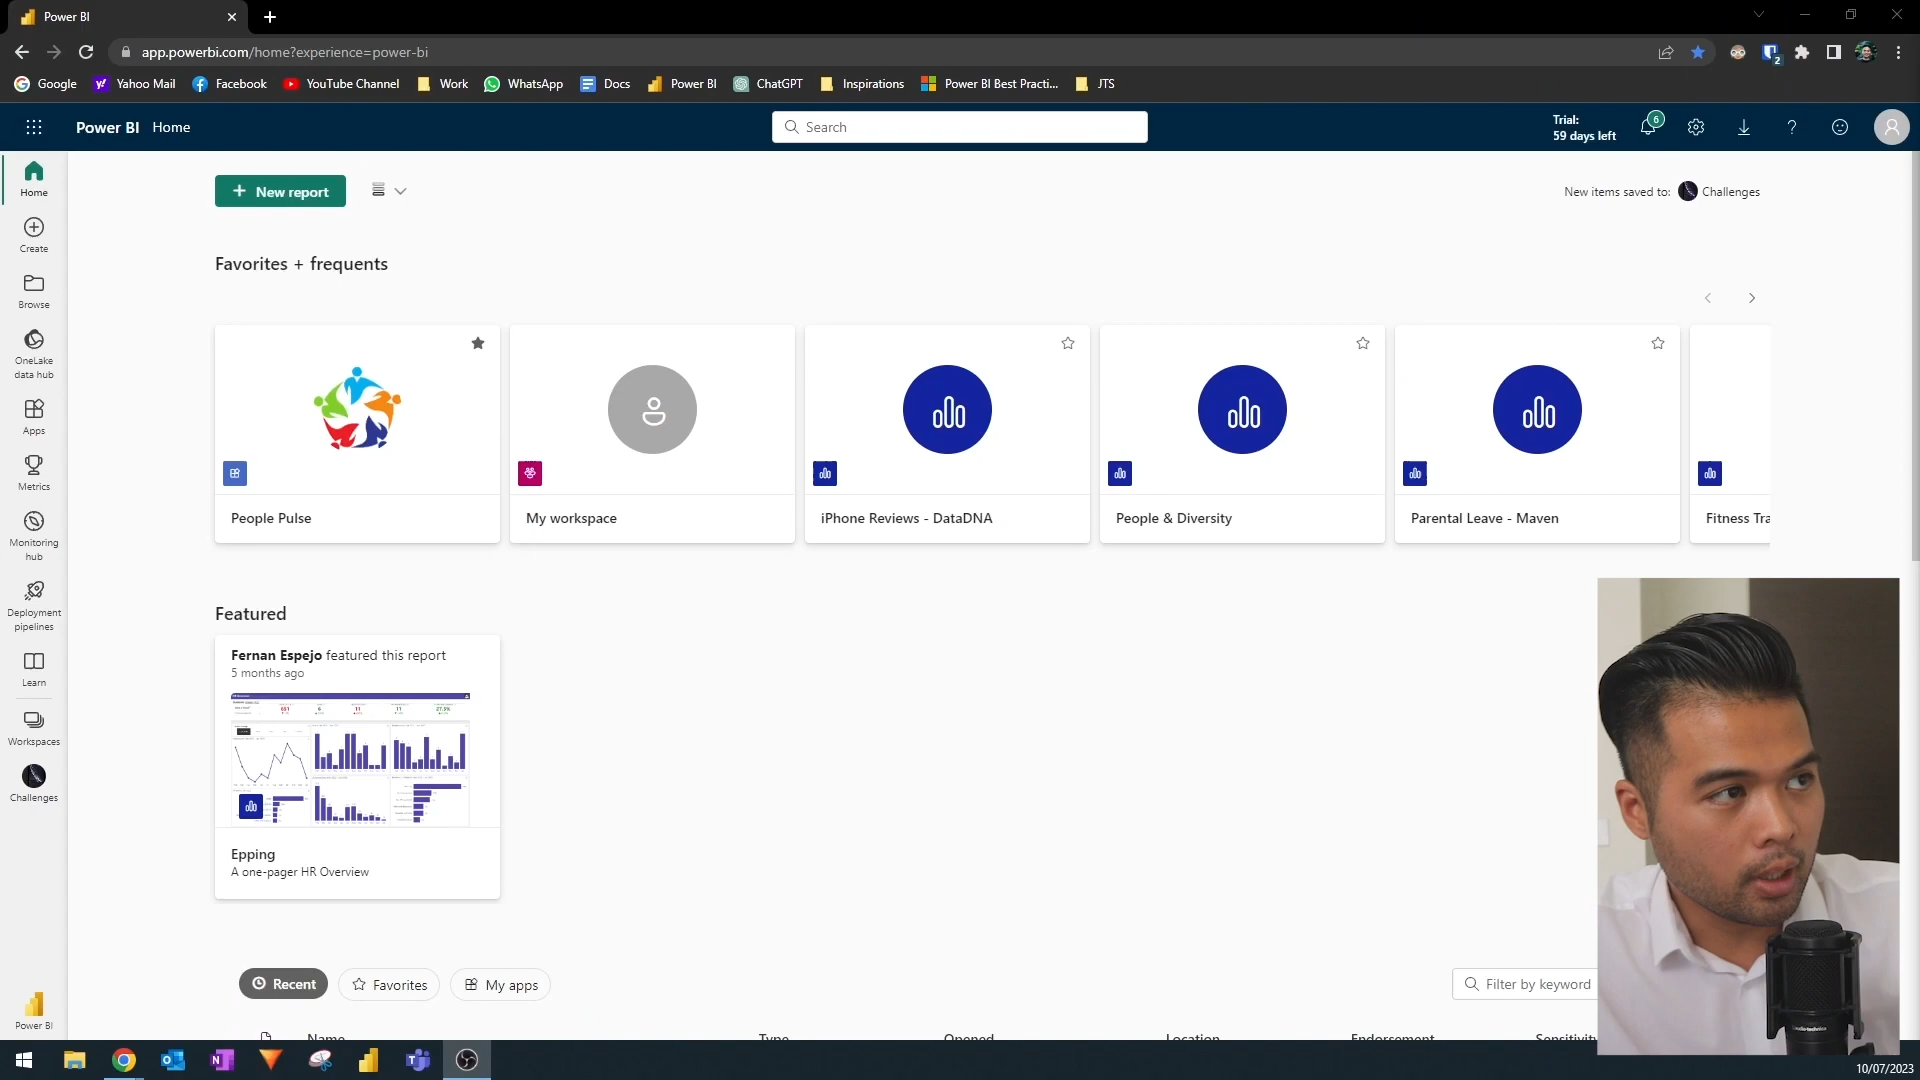 Power BI
app.powerbi.com/home?experience=power-bi
Google
Yahoo Mail
Facebook
YouTube Channel
Work
WhatsApp
Docs
Power BI
ChatGPT
Inspirations
Power BI Best Practi...
JTS
Power BI Home
Search
Trial:
59 days left
6
New report
New items saved to: Challenges
Home
Create
Browse
OneLake
data hub
Apps
Metrics
Monitoring
hub
Deployment
pipelines
Learn
Workspaces
Challenges
Power BI
Favorites + frequents
People Pulse
My workspace
iPhone Reviews - DataDNA
People & Diversity
Parental Leave - Maven
Fitness Tra
Featured
Fernan Espejo featured this report
5 months ago
Epping
A one-pager HR Overview
Recent
Favorites
My apps
Filter by keyword
Name
Type
Opened
Location
Endorsement
Sensitivity
audio-technica
10/07/2023